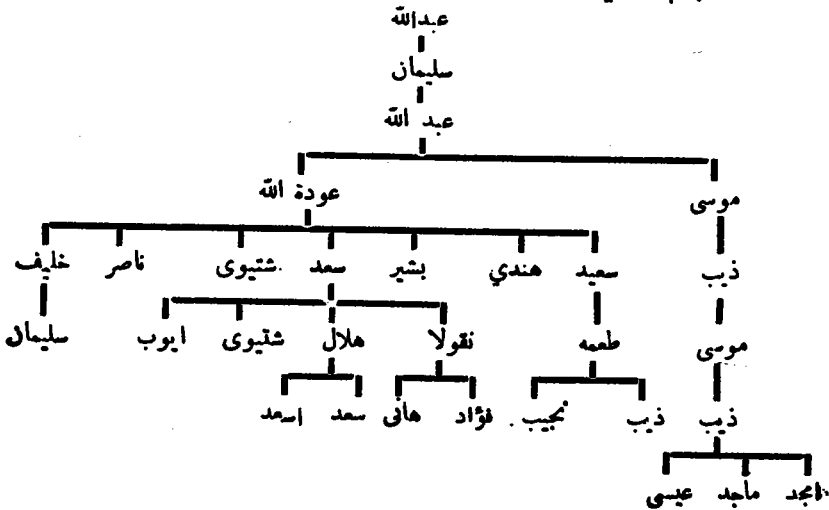 عبدالله
سليمان
عبد الله
موسى عودة الله
ذيب سعيد هندي بشير سعد شتيوى ناصر خليف
موسى طعمه نقولا هلال شتيوى ايوب سليمان
ذيب ذيب نجيب فؤاد هانى سعد اسعد
امجد ماجد عيسى